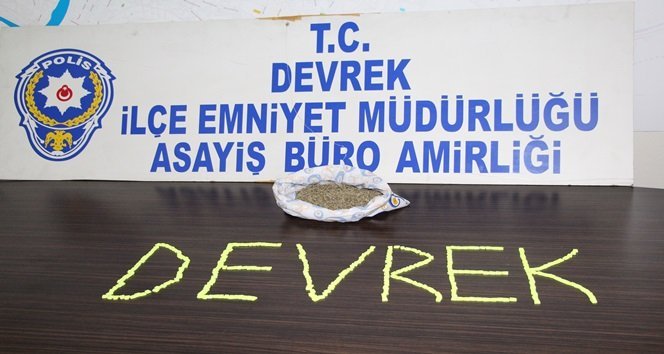 POLİS
T.C.
DEVREK
İLÇE EMNİYET MÜDÜRLÜĞÜ
ASAYİŞ BÜRO AMİRLİĞİ
DEVREK